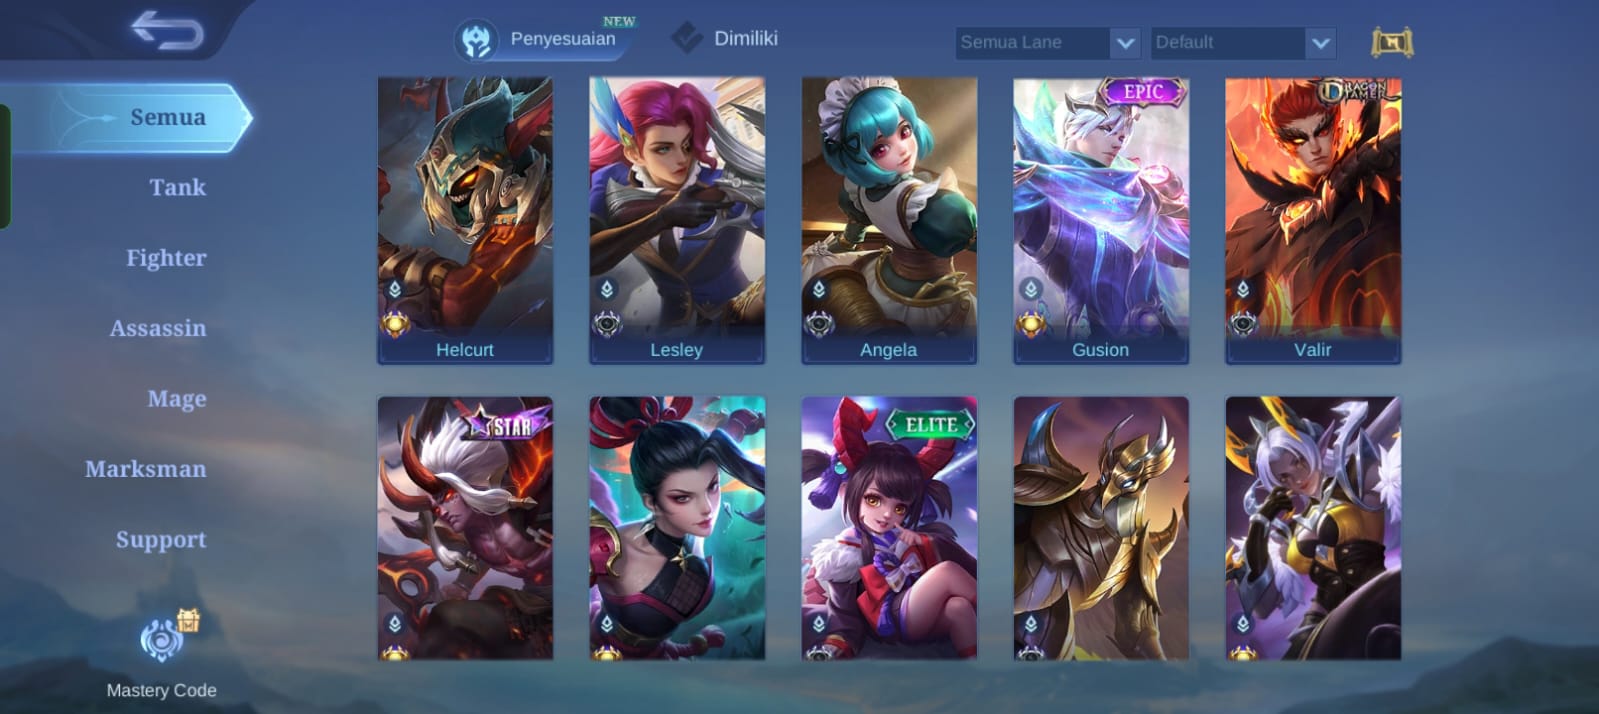 NEW
Penyesuaian
Dimiliki
Semua Lane
Default
Semua
Tank
Fighter
Assassin
Mage
Marksman
Support
Mastery Code
EPIC
DRAGON
TAMER
Helcurt
Lesley
Angela
Gusion
Valir
STAR
ELITE